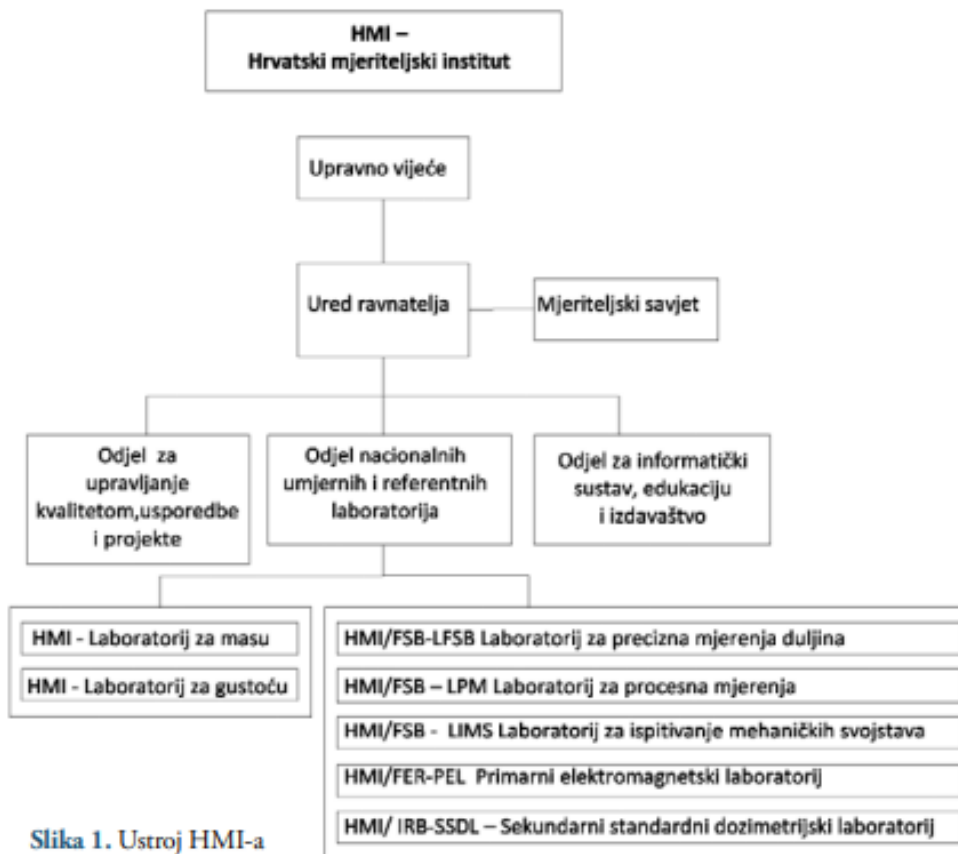 HMI –
Hrvatski mjeriteljski institut
Upravno vijeće
Ured ravnatelja
Mjeriteljski savjet
Odjel za
upravljanje
kvalitetom,usporedbe
i projekte
Odjel nacionalnih
umjernih i referentnih
laboratorija
Odjel za informatički
sustav, edukaciju
i izdavaštvo
HMI - Laboratorij za masu
HMI - Laboratorij za gustoću
HMI/FSB-LFSB Laboratorij za precizna mjerenja duljina
HMI/FSB – LPM Laboratorij za procesna mjerenja
HMI/FSB - LIMS Laboratorij za ispitivanje mehaničkih svojstava
HMI/FER-PEL Primarni elektromagnetski laboratorij
HMI/ IRB-SSDL – Sekundarni standardni dozimetrijski laboratorij
Slika 1. Ustroj HMI-a